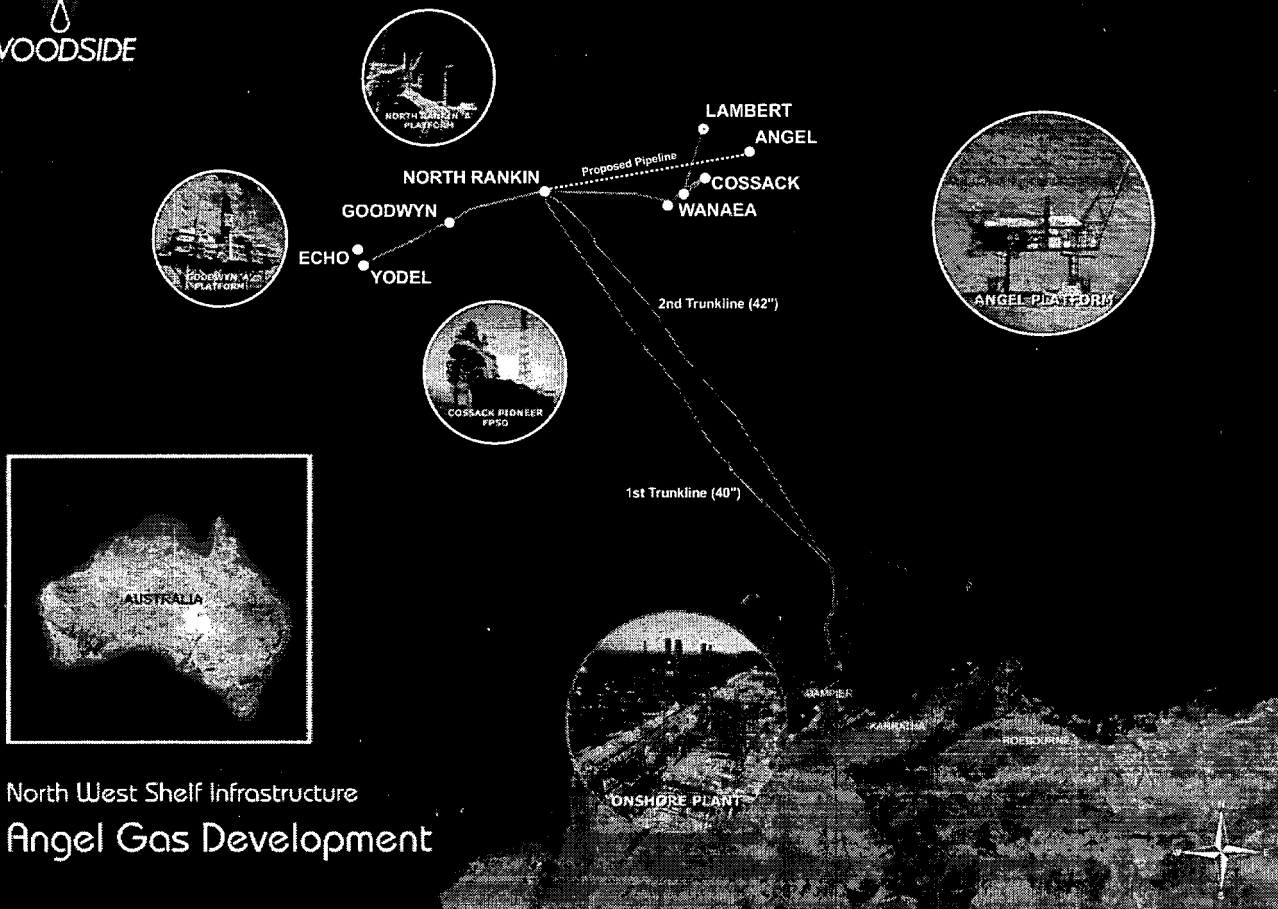 WOODSIDE
NORTH RANKIN 'A'
PLATFORM
LAMBERT
ANGEL
Proposed Pipeline
NORTH RANKIN
COSSACK
GOODWYN
WANAEA
ECHO
YODEL
GOODWYN 'A'
PLATFORM
2nd Trunkline (42")
ANGEL PLATFORM
COSSACK PIONEER
FPSO
1st Trunkline (40")
AUSTRALIA
DAMPIER
KARRATHA
ROEBOURNE
ONSHORE PLANT
North West Shelf Infrastructure
Angel Gas Development
N
W
E
S